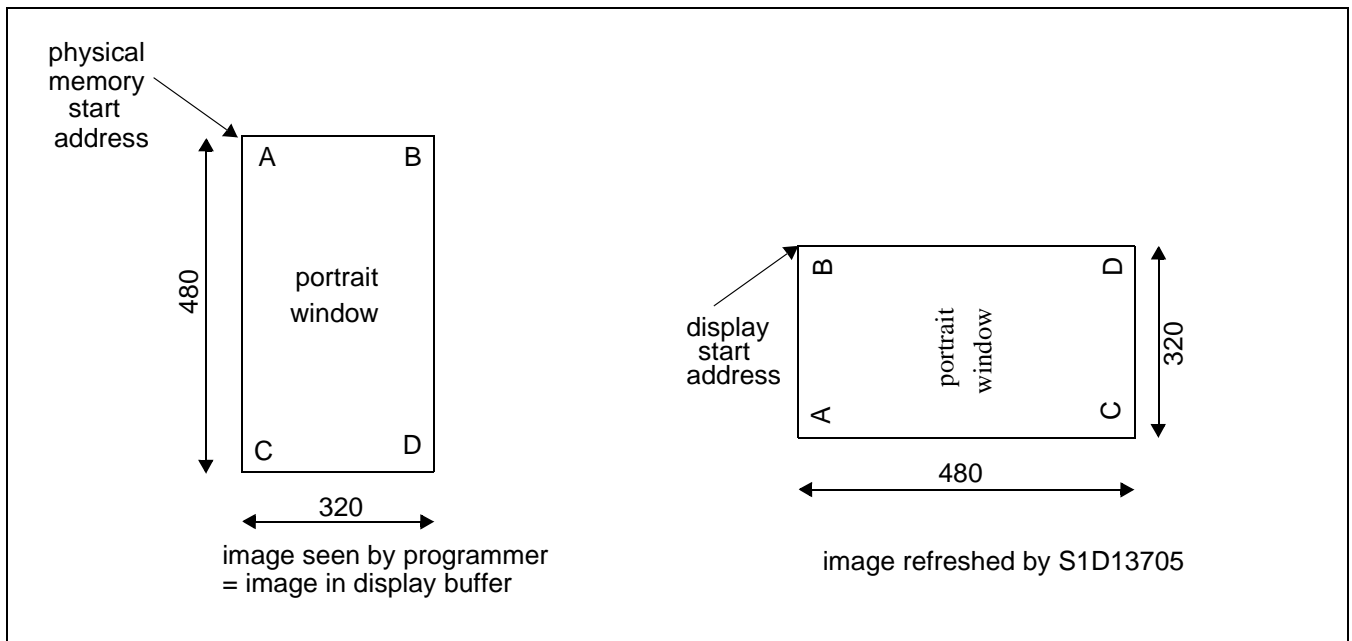 physical
memory
start
address
A
B
480
portrait
window
C
D
320
image seen by programmer
= image in display buffer
display
start
address
B
D
portrait
window
A
C
320
480
image refreshed by S1D13705